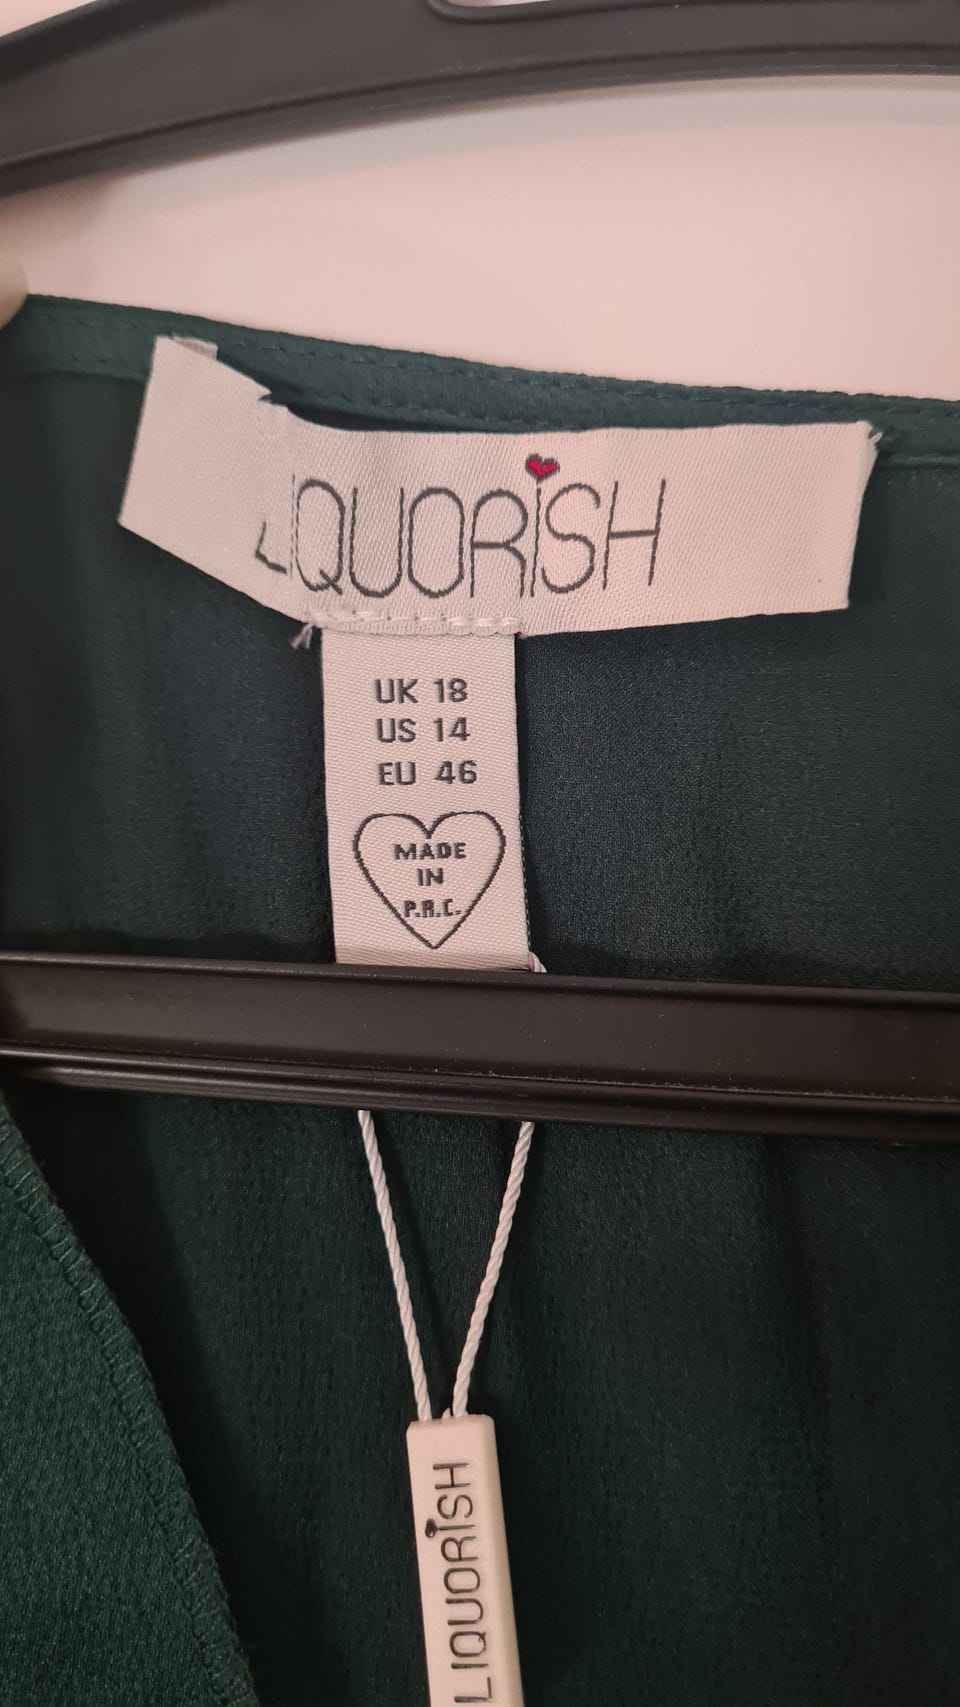 LIQUORiSH
UK 18
US 14
EU 46
MADE
IN
P.R.C.
LIQUORiSH